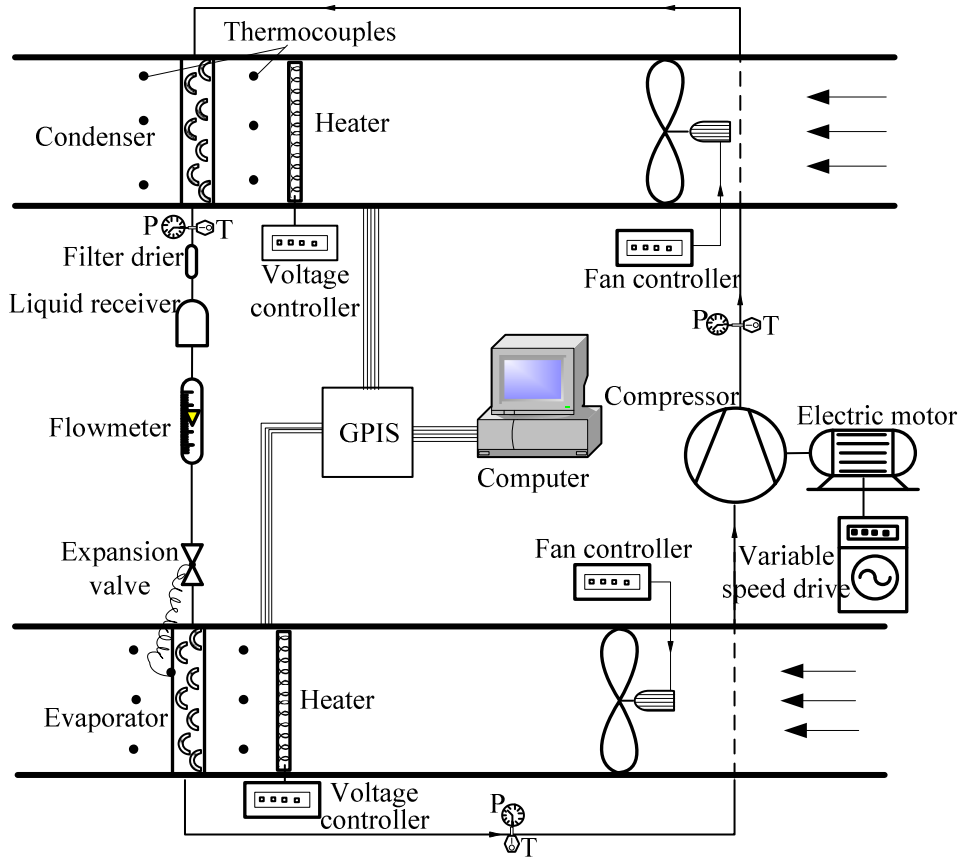 Thermocouples
Condenser
Heater
P
T
Filter drier
Voltage
controller
Fan controller
Liquid receiver
P
T
Compressor
Electric motor
Flowmeter
GPIS
Computer
Expansion
valve
Fan controller
Variable
speed drive
Evaporator
Heater
Voltage
controller
P
T